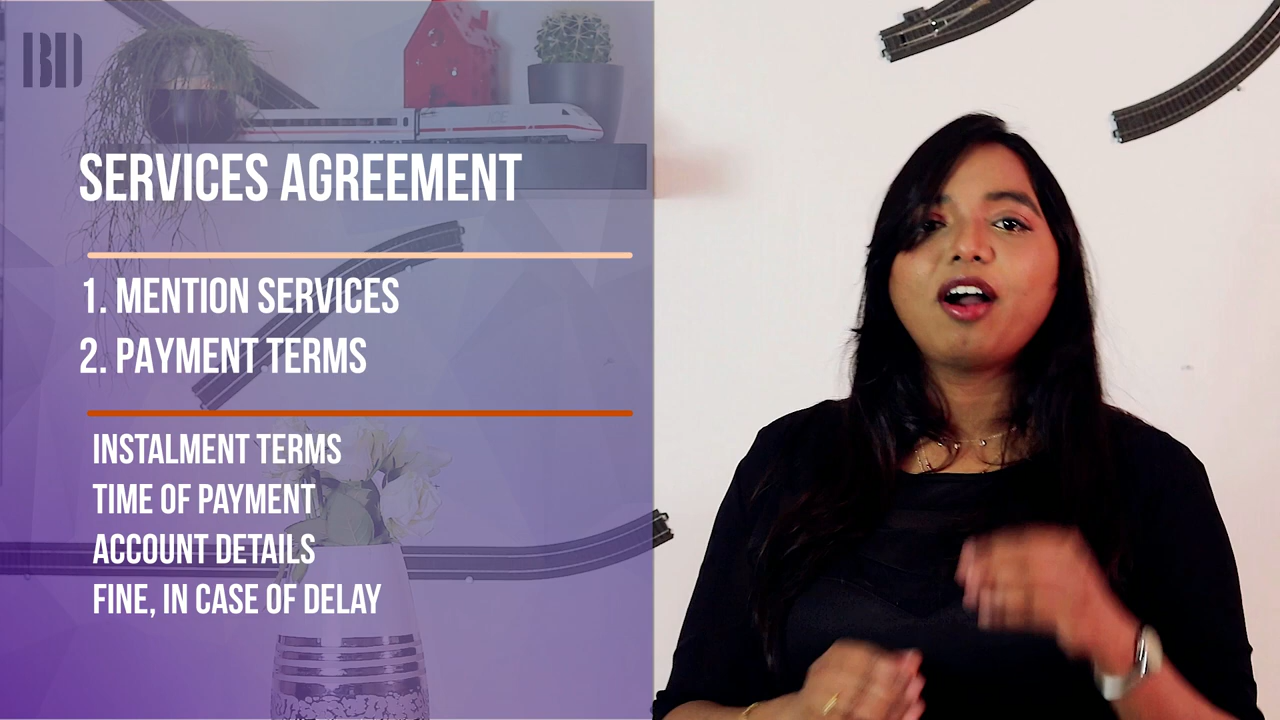 BD
SERVICES AGREEMENT
1. MENTION SERVICES
2. PAYMENT TERMS
INSTALMENT TERMS
TIME OF PAYMENT
ACCOUNT DETAILS
FINE, IN CASE OF DELAY